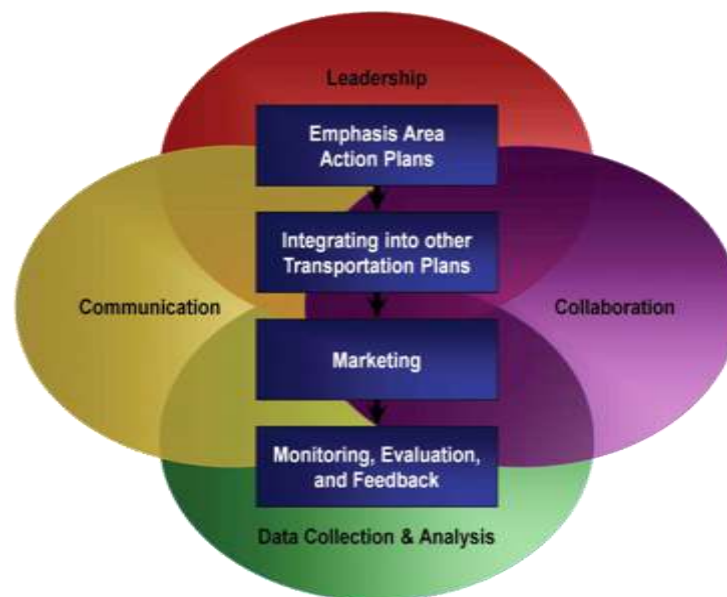 Leadership
Emphasis Area
Action Plans
Integrating into other
Transportation Plans
Communication
Collaboration
Marketing
Monitoring, Evaluation,
and Feedback
Data Collection & Analysis